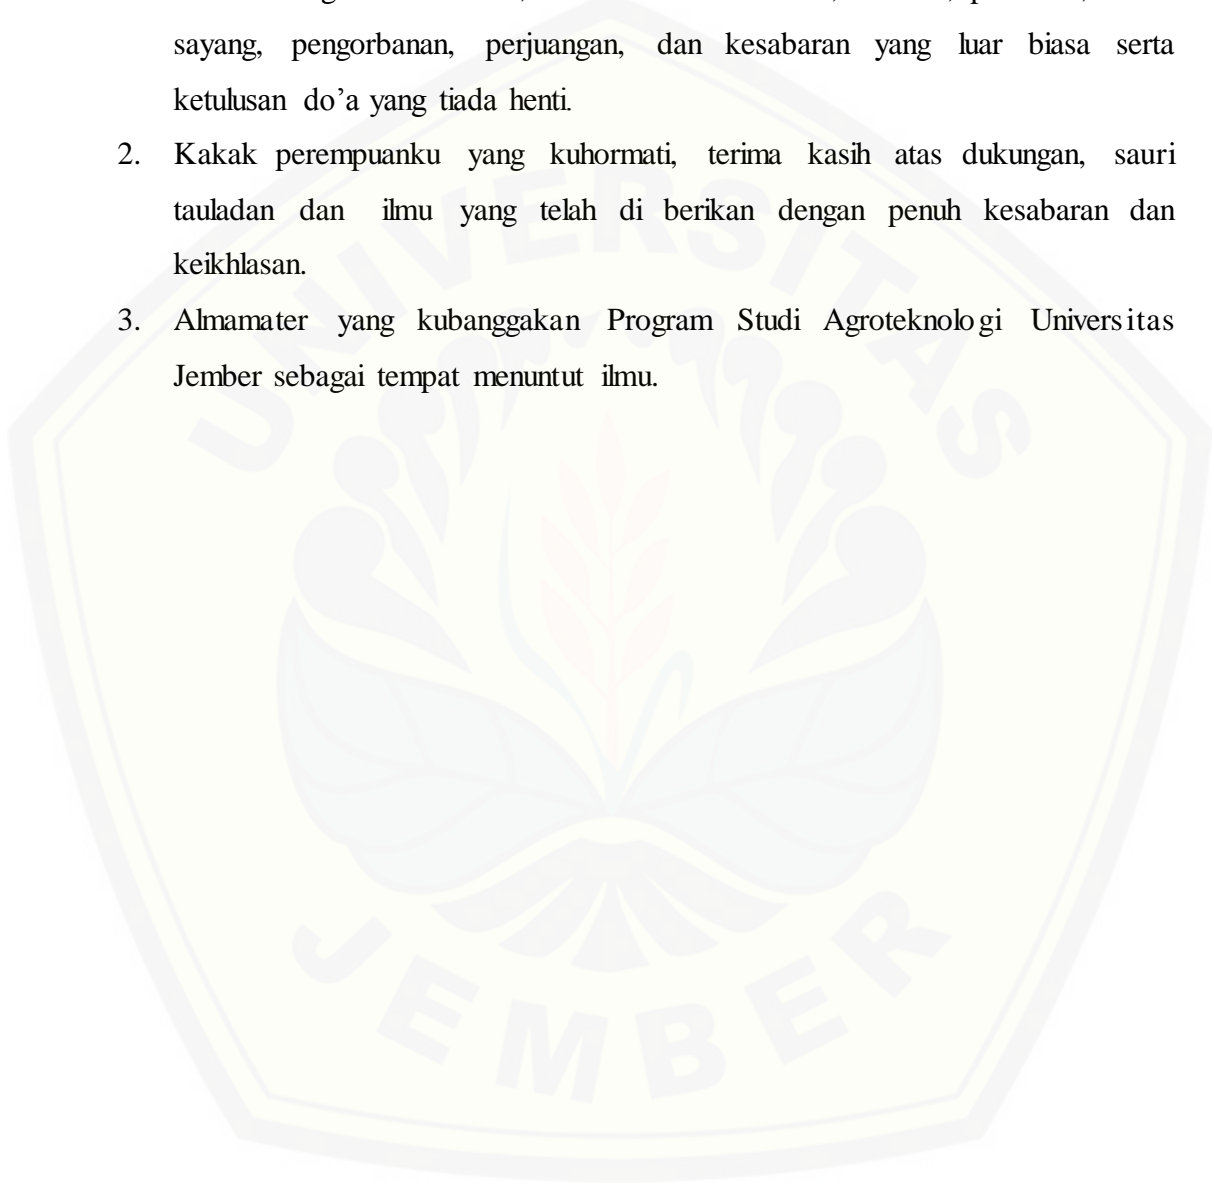 sayang, pengorbanan, perjuangan, dan kesabaran yang luar biasa serta
ketulusan do’a yang tiada henti.
2. Kakak perempuanku yang kuhormati, terima kasih atas dukungan, sauri
tauladan dan ilmu yang telah di berikan dengan penuh kesabaran dan
keikhlasan.
3. Almamater yang kubanggakan Program Studi Agroteknologi Universitas
Jember sebagai tempat menuntut ilmu.
UNIVERSITAS
JEMBER